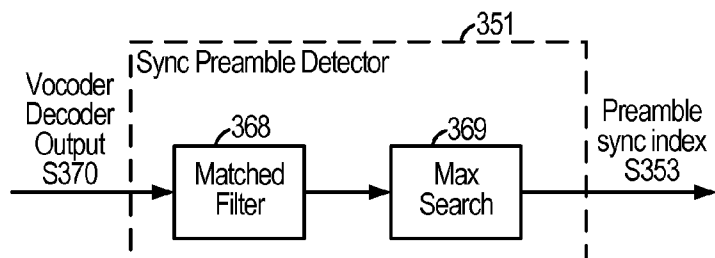 351
Sync Preamble Detector
Vocoder
Decoder
Output
S370
368
Matched
Filter
369
Max
Search
Preamble
sync index
S353